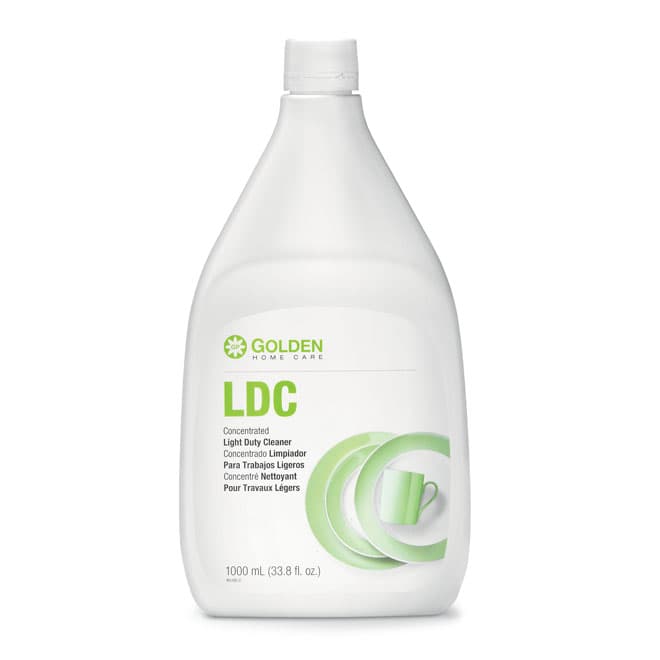 GOLDEN
HOME CARE
LDC
Concentrated
Light Duty Cleaner
Concentrado Limpiador
Para Trabajos Ligeros
Concentré Nettoyant
Pour Travaux Légers
1000 mL (33.8 fl. oz.)